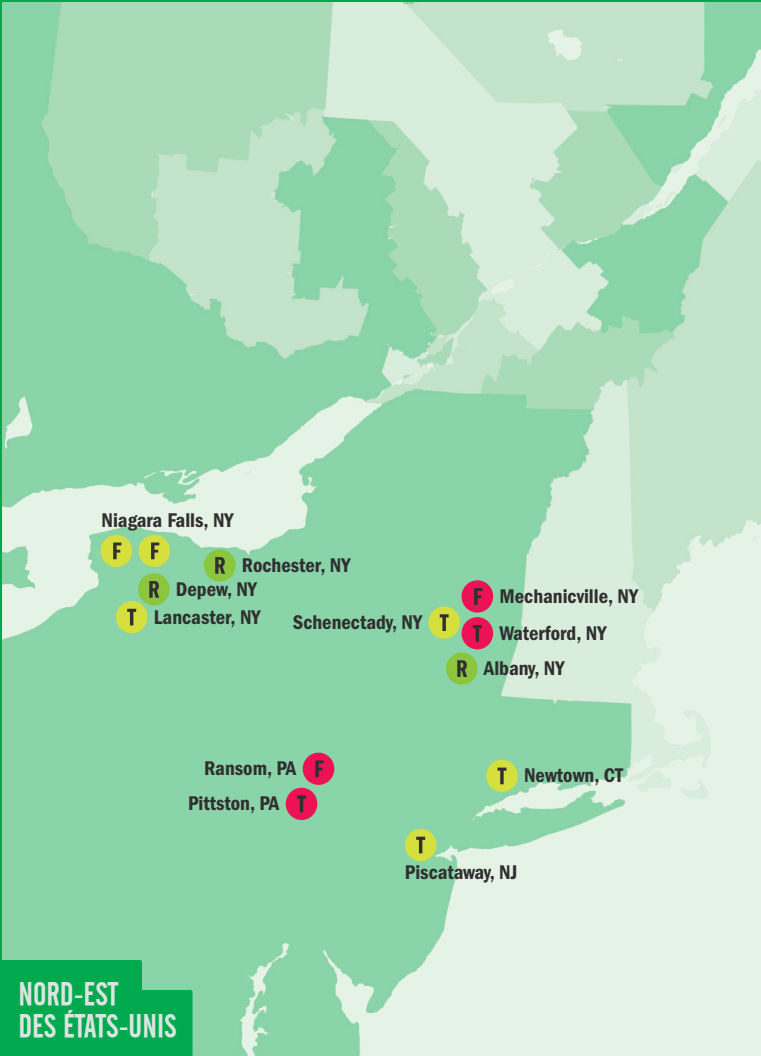 Niagara Falls, NY
F F
R Rochester, NY
R Depew, NY
T Lancaster, NY
F Mechanicville, NY
Schenectady, NY T
T Waterford, NY
R Albany, NY
Ransom, PA F
T Newtown, CT
Pittston, PA T
T
Piscataway, NJ
NORD-EST
DES ÉTATS-UNIS